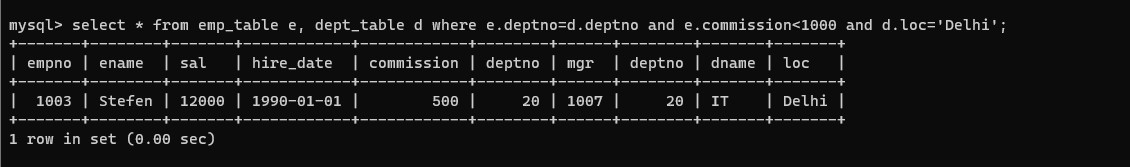 mysql> select * from emp_table e, dept_table d where e.deptno=d.deptno and e.commission<1000 and d.loc='Delhi';
+-------+--------+-------+------------+------------+--------+------+--------+-------+-------+
| empno | ename  | sal   | hire_date  | commission | deptno | mgr  | deptno | dname | loc   |
+-------+--------+-------+------------+------------+--------+------+--------+-------+-------+
|  1003 | Stefen | 12000 | 1990-01-01 |        500 |     20 | 1007 |     20 | IT    | Delhi |
+-------+--------+-------+------------+------------+--------+------+--------+-------+-------+
1 row in set (0.00 sec)